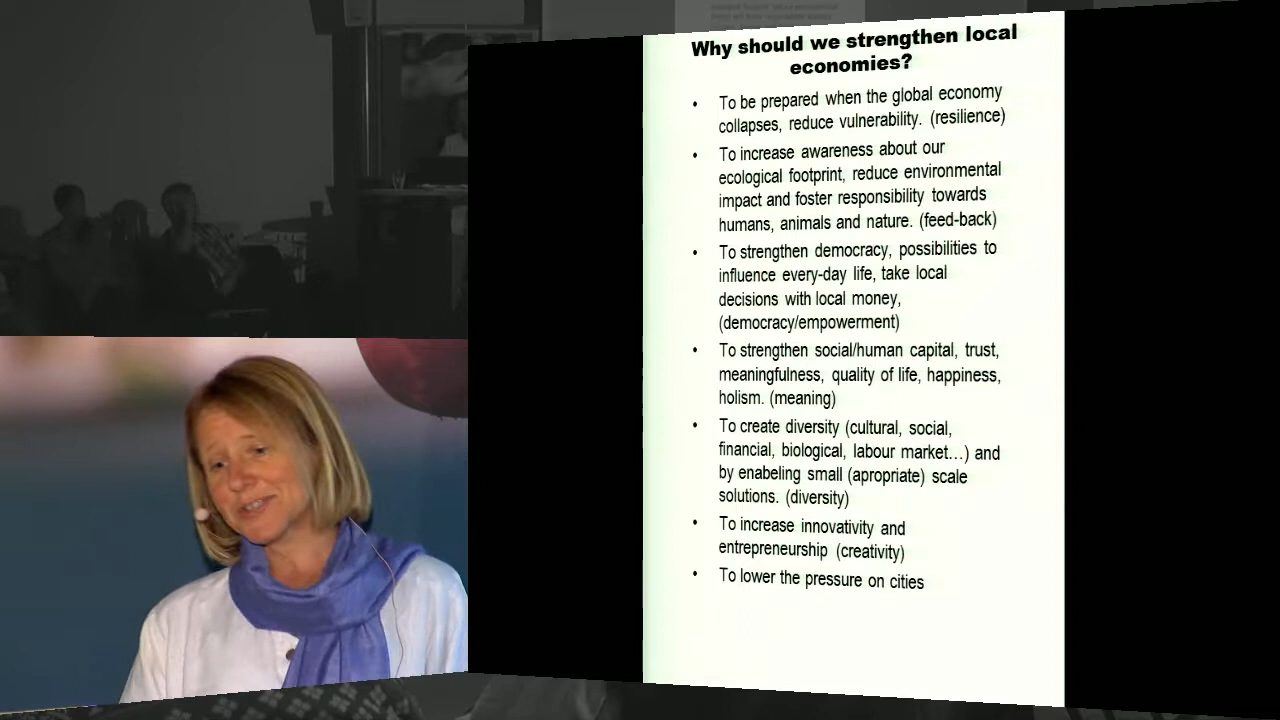 Why should we strengthen local
economies?
• To be prepared when the global economy
collapses, reduce vulnerability. (resilience)
• To increase awareness about our
ecological footprint, reduce environmental
impact and foster responsibility towards
humans, animals and nature. (feed-back)
• To strengthen democracy, possibilities to
influence every-day life, take local
decisions with local money,
(democracy/empowerment)
• To strengthen social/human capital, trust,
meaningfulness, quality of life, happiness,
holism. (meaning)
• To create diversity (cultural, social,
financial, biological, labour market…) and
by enabeling small (apropriate) scale
solutions. (diversity)
• To increase innovativity and
entrepreneurship (creativity)
• To lower the pressure on cities